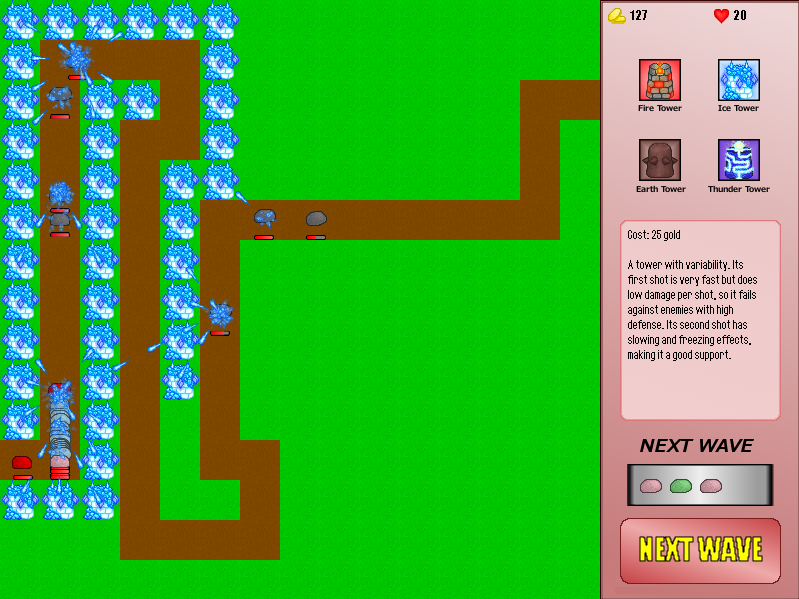 127
20
Fire Tower
Ice Tower
Earth Tower
Thunder Tower
Cost: 25 gold
A tower with variability. Its
first shot is very fast but does
low damage per shot, so it fails
against enemies with high
defense. Its second shot has
slowing and freezing effects,
making it a good support.
NEXT WAVE
NEXT WAVE